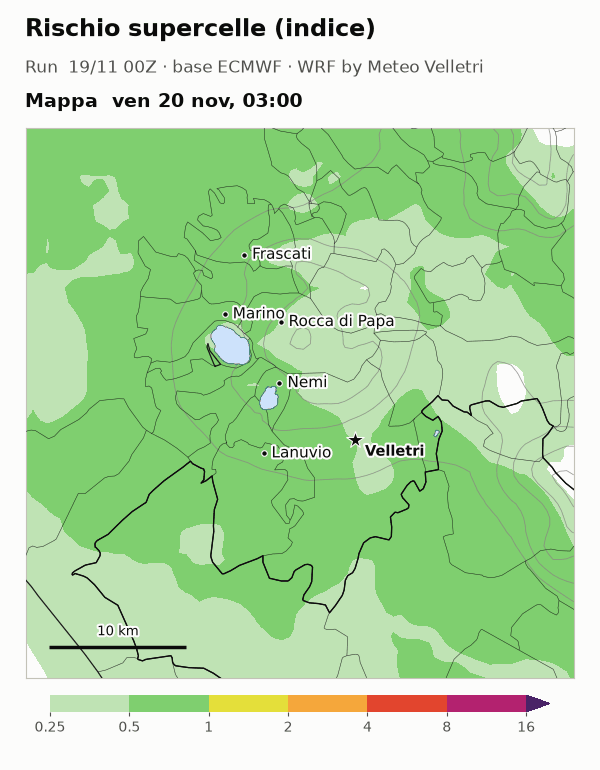 Rischio supercelle (indice)
Run  19/11 00Z · base ECMWF · WRF by Meteo Velletri
Mappa  ven 20 nov, 03:00
Frascati
Marino
Rocca di Papa
Nemi
Velletri
Lanuvio
10 km
0.25 0.5 1 2 4 8 16